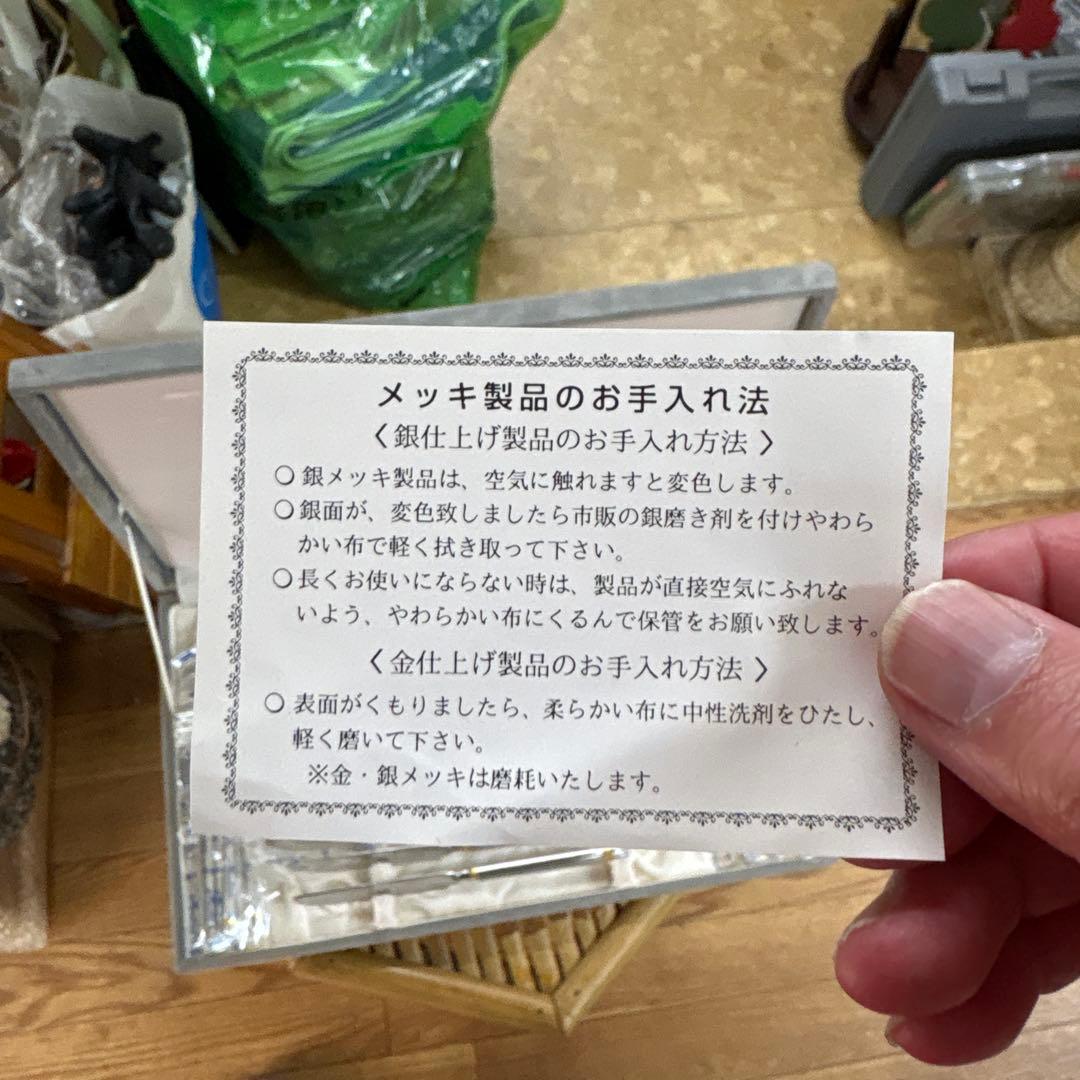 メッキ製品のお手入れ法
〈 銀仕上げ製品のお手入れ方法 〉
○ 銀メッキ製品は、空気に触れますと変色します。
○ 銀面が、変色致しましたら市販の銀磨き剤を付けやわら
かい布で軽く拭き取って下さい。
○ 長くお使いにならない時は、製品が直接空気にふれな
いよう、やわらかい布にくるんで保管をお願い致します。
〈 金仕上げ製品のお手入れ方法 〉
○ 表面がくもりましたら、柔らかい布に中性洗剤をひたし、
軽く磨いて下さい。
※金・銀メッキは磨耗いたします。